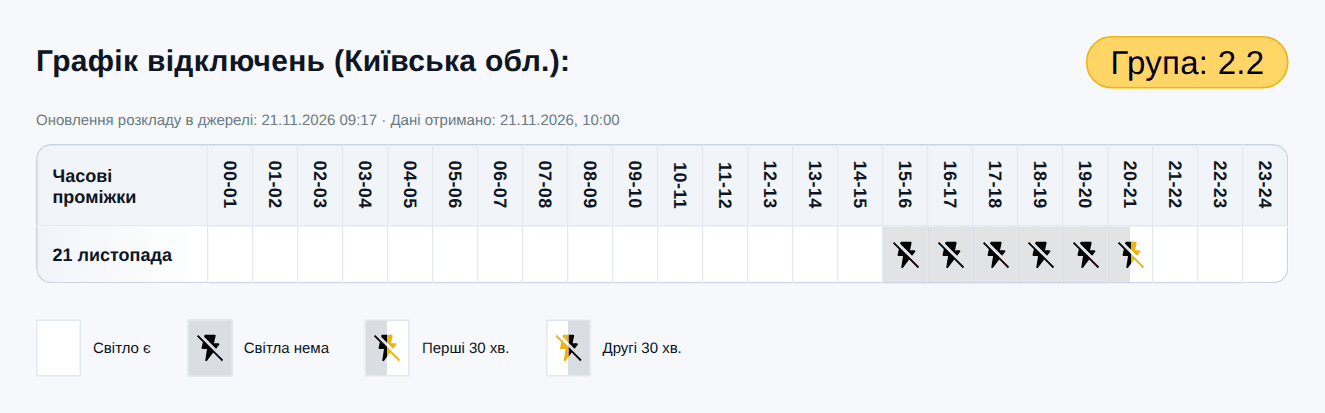 Графік відключень (Київська обл.):
Група: 2.2
Оновлення розкладу в джерелі: 21.11.2026 09:17 · Дані отримано: 21.11.2026, 10:00
Часові
проміжки
00-01
01-02
02-03
03-04
04-05
05-06
06-07
07-08
08-09
09-10
10-11
11-12
12-13
13-14
14-15
15-16
16-17
17-18
18-19
19-20
20-21
21-22
22-23
23-24
21 листопада
Світло є
Світла нема
Перші 30 хв.
Другі 30 хв.